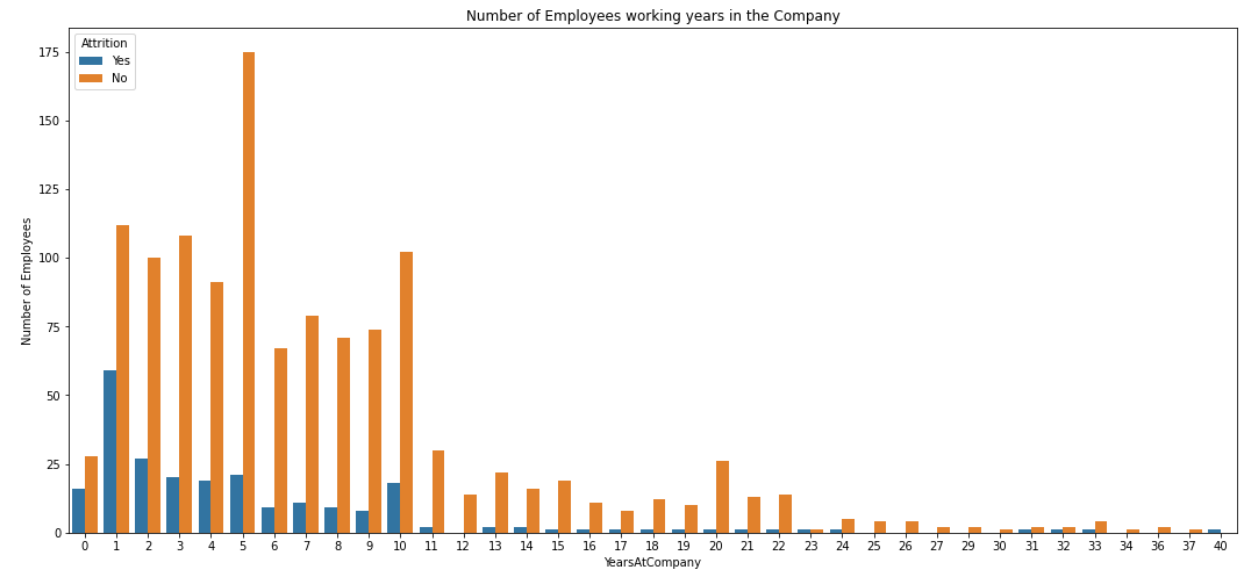 Number of Employees working years in the Company
Attrition
Yes
No
175
150
125
100
75
50
25
0
Number of Employees
0 1 2 3 4 5 6 7 8 9 10 11 12 13 14 15 16 17 18 19 20 21 22 23 24 25 26 27 29 30 31 32 33 34 36 37 40
YearsAtCompany